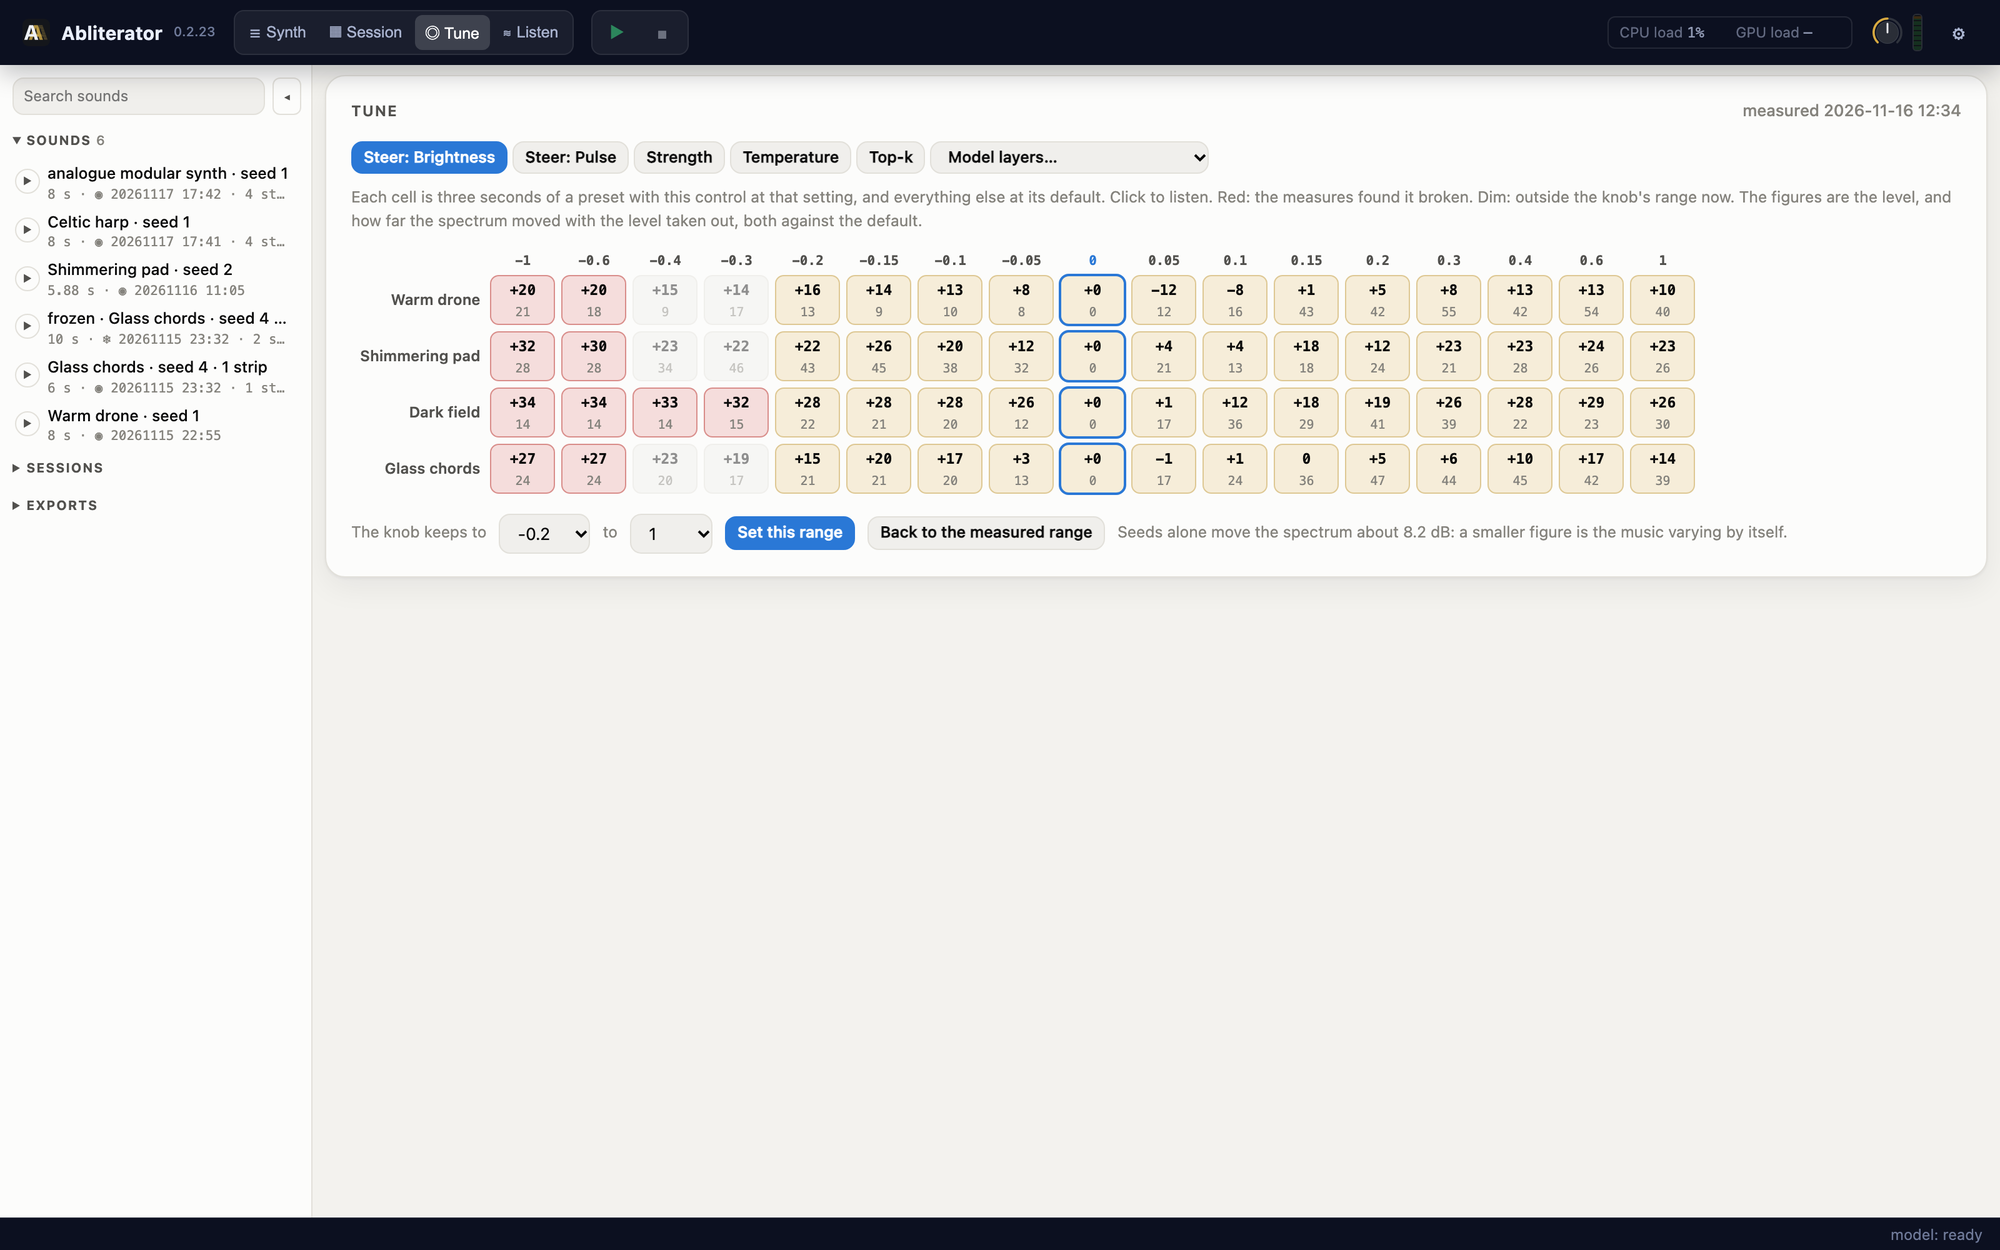 Abliterator 0.2.23
≡ Synth
Session
Tune
≈ Listen
CPU load 1% GPU load –
Search sounds
SOUNDS 6
analogue modular synth · seed 1
8 s · ◉ 20261117 17:42 · 4 st…
Celtic harp · seed 1
8 s · ◉ 20261117 17:41 · 4 st…
Shimmering pad · seed 2
5.88 s · ◉ 20261116 11:05
frozen · Glass chords · seed 4 ...
10 s · ❄ 20261115 23:32 · 2 s…
Glass chords · seed 4 · 1 strip
6 s · ◉ 20261115 23:32 · 1 st…
Warm drone · seed 1
8 s · ◉ 20261115 22:55
SESSIONS
EXPORTS
TUNE
measured 2026-11-16 12:34
Steer: Brightness
Steer: Pulse
Strength
Temperature
Top-k
Model layers...
Each cell is three seconds of a preset with this control at that setting, and everything else at its default. Click to listen. Red: the measures found it broken. Dim: outside the knob's range now. The figures are the level, and
how far the spectrum moved with the level taken out, both against the default.
−1 −0.6 −0.4 −0.3 −0.2 −0.15 −0.1 −0.05 0 0.05 0.1 0.15 0.2 0.3 0.4 0.6 1
Warm drone
+20 +20 +15 +14 +16 +14 +13 +8 +0 −12 −8 +1 +5 +8 +13 +13 +10
21 18 9 17 13 9 10 8 0 12 16 43 42 55 42 54 40
Shimmering pad
+32 +30 +23 +22 +22 +26 +20 +12 +0 +4 +4 +18 +12 +23 +23 +24 +23
28 28 34 46 43 45 38 32 0 21 13 18 24 21 28 26 26
Dark field
+34 +34 +33 +32 +28 +28 +28 +26 +0 +1 +12 +18 +19 +26 +28 +29 +26
14 14 14 15 22 21 20 12 0 17 36 29 41 39 22 23 30
Glass chords
+27 +27 +23 +19 +15 +20 +17 +3 +0 −1 +1 0 +5 +6 +10 +17 +14
24 24 20 17 21 21 20 13 0 17 24 36 47 44 45 42 39
The knob keeps to -0.2 to 1 Set this range Back to the measured range Seeds alone move the spectrum about 8.2 dB: a smaller figure is the music varying by itself.
model: ready